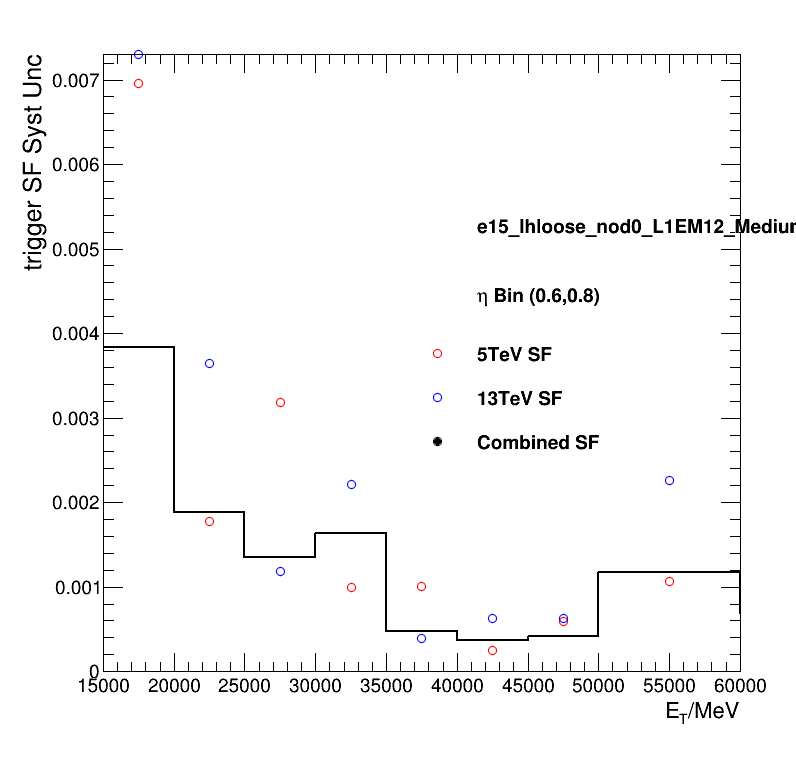 trigger SF Syst Unc
0.007
0.006
0.005
0.004
0.003
0.002
0.001
0
e15_lhloose_nod0_L1EM12_Mediu
η Bin (0.6,0.8)
5TeV SF
13TeV SF
Combined SF
15000 20000 25000 30000 35000 40000 45000 50000 55000 60000
E_T/MeV